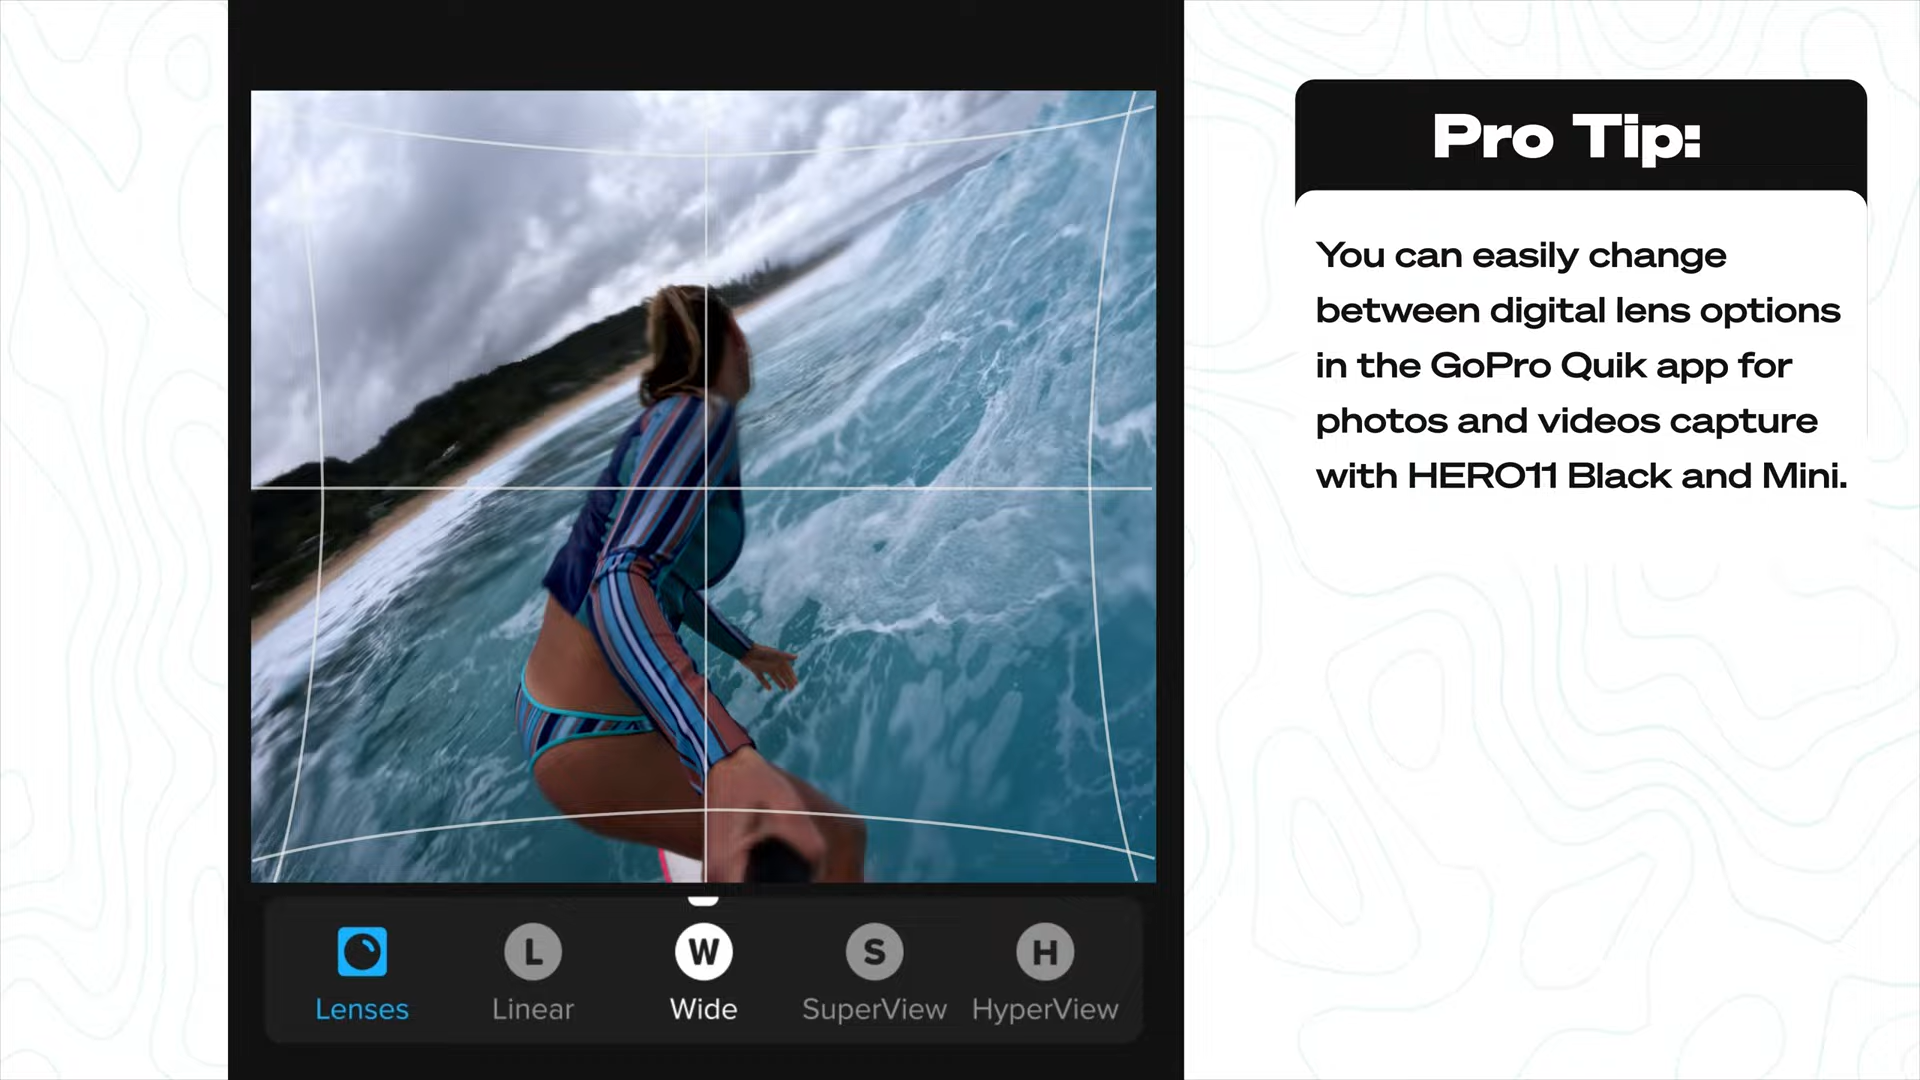 Pro Tip:
You can easily change
between digital lens options
in the GoPro Quik app for
photos and videos capture
with HERO11 Black and Mini.
L
W
S
H
Lenses
Linear
Wide
SuperView
HyperView